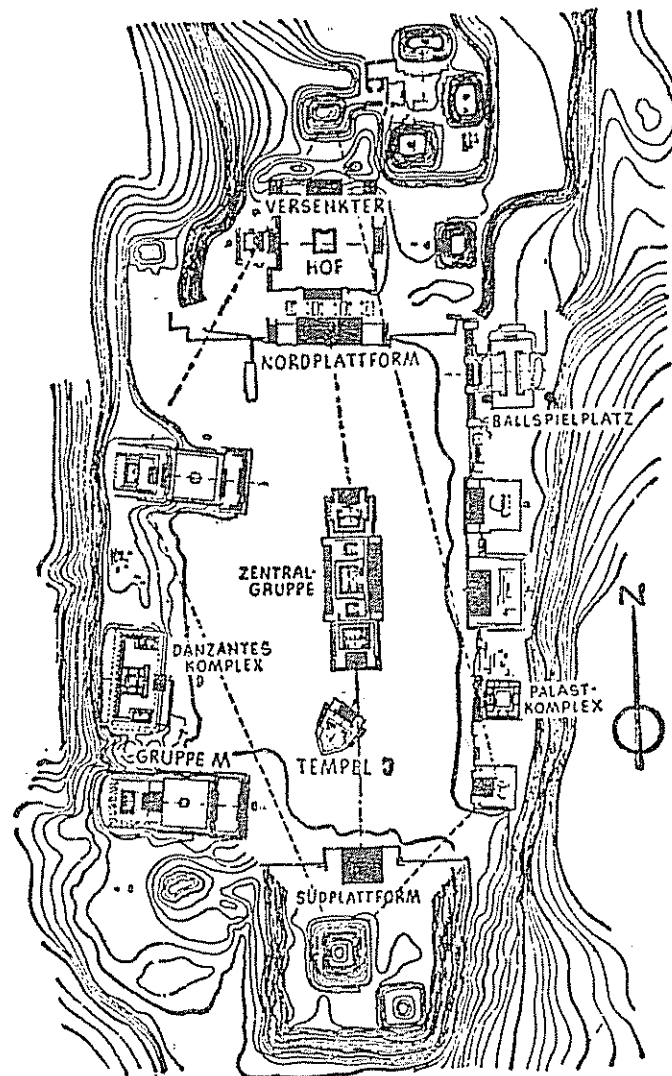 VERSENKTER
HOF
NORDPLATTFORM
BALLSPIELPLATZ
ZENTRAL-
GRUPPE
DANZANTES
KOMPLEX
PALAST-
KOMPLEX
GRUPPE M
TEMPEL J
SÜDPLATTFORM
N